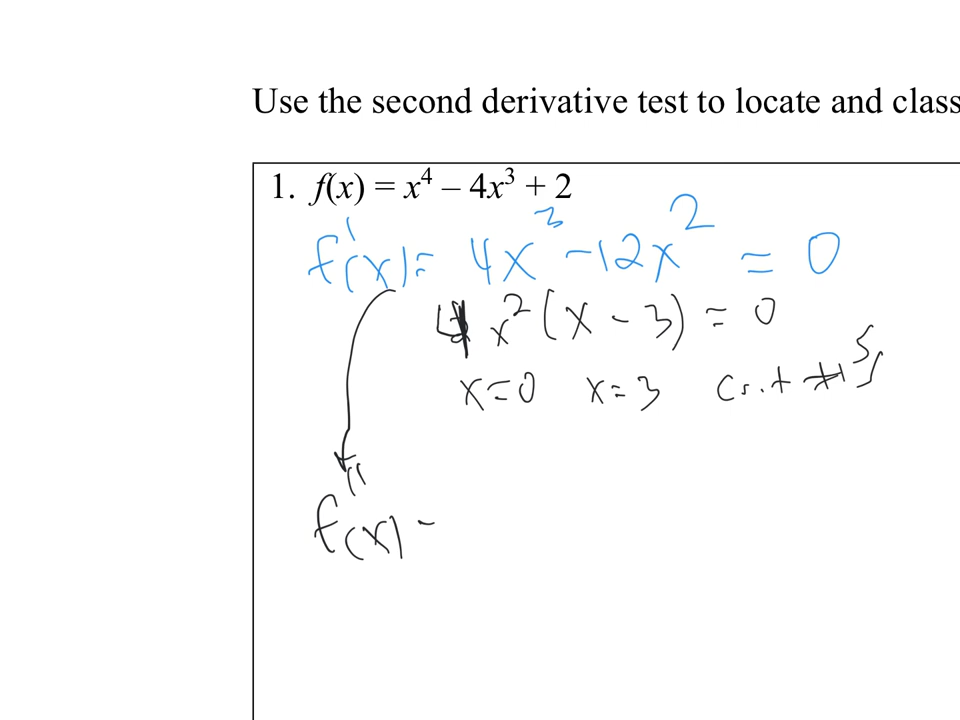 Use the second derivative test to locate and class
1. f(x) = x⁴ – 4x³ + 2
f'(x) = 4x³ - 12x² = 0
4x²(x - 3) = 0
x = 0 x = 3 Crit #'s
f''(x) -